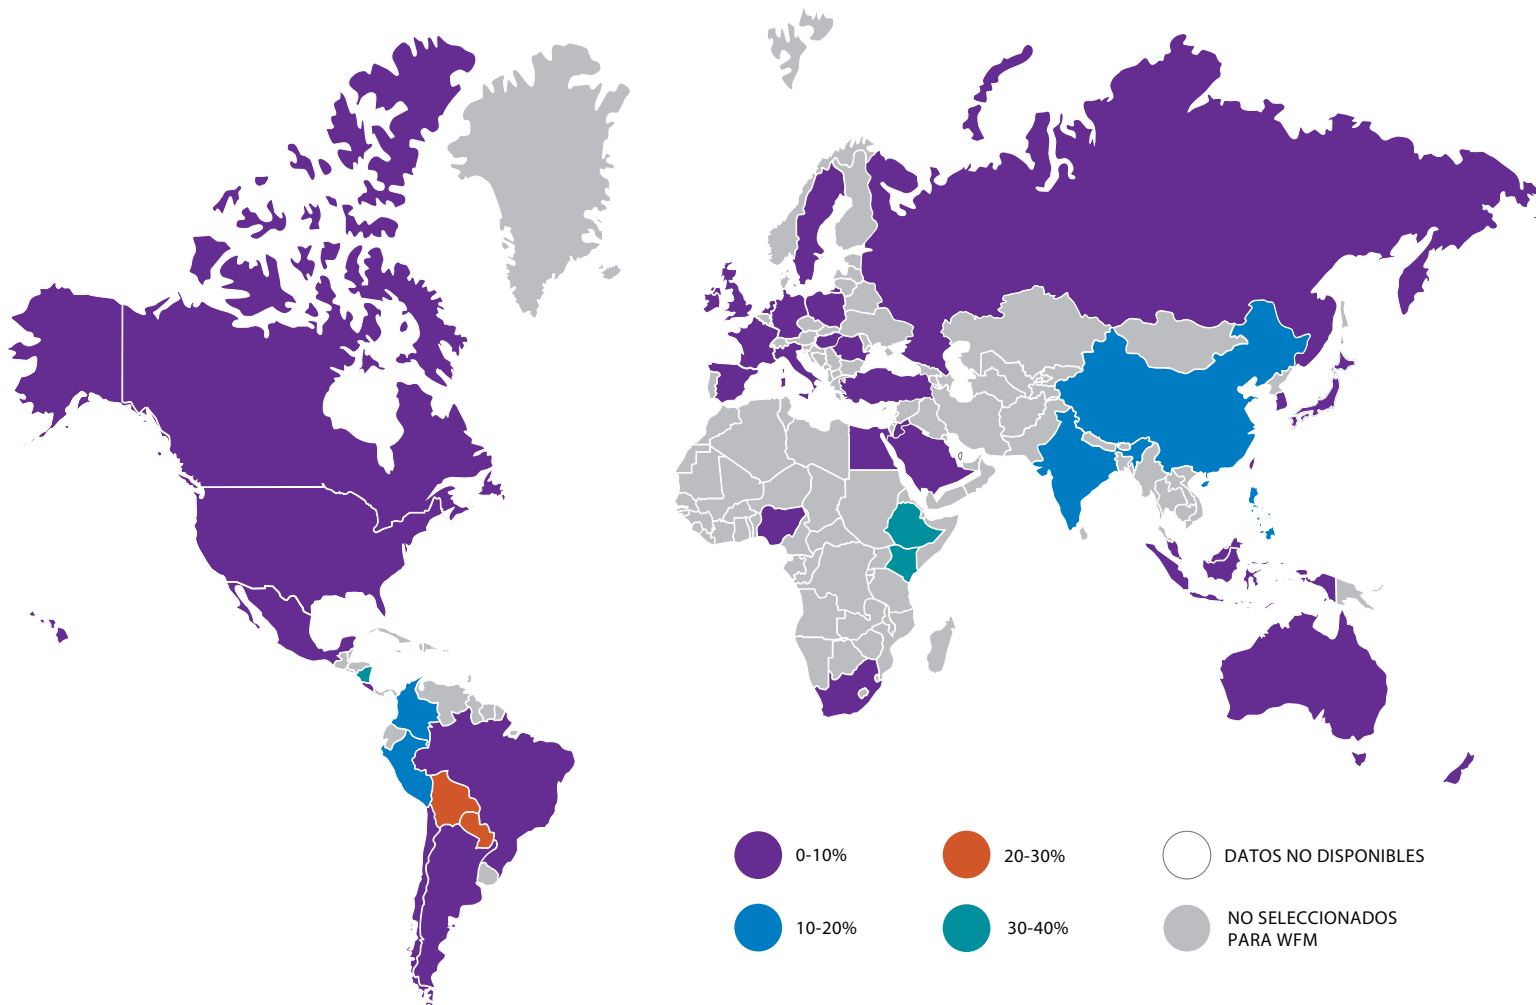 0-10%
20-30%
DATOS NO DISPONIBLES
10-20%
30-40%
NO SELECCIONADOS
PARA WFM